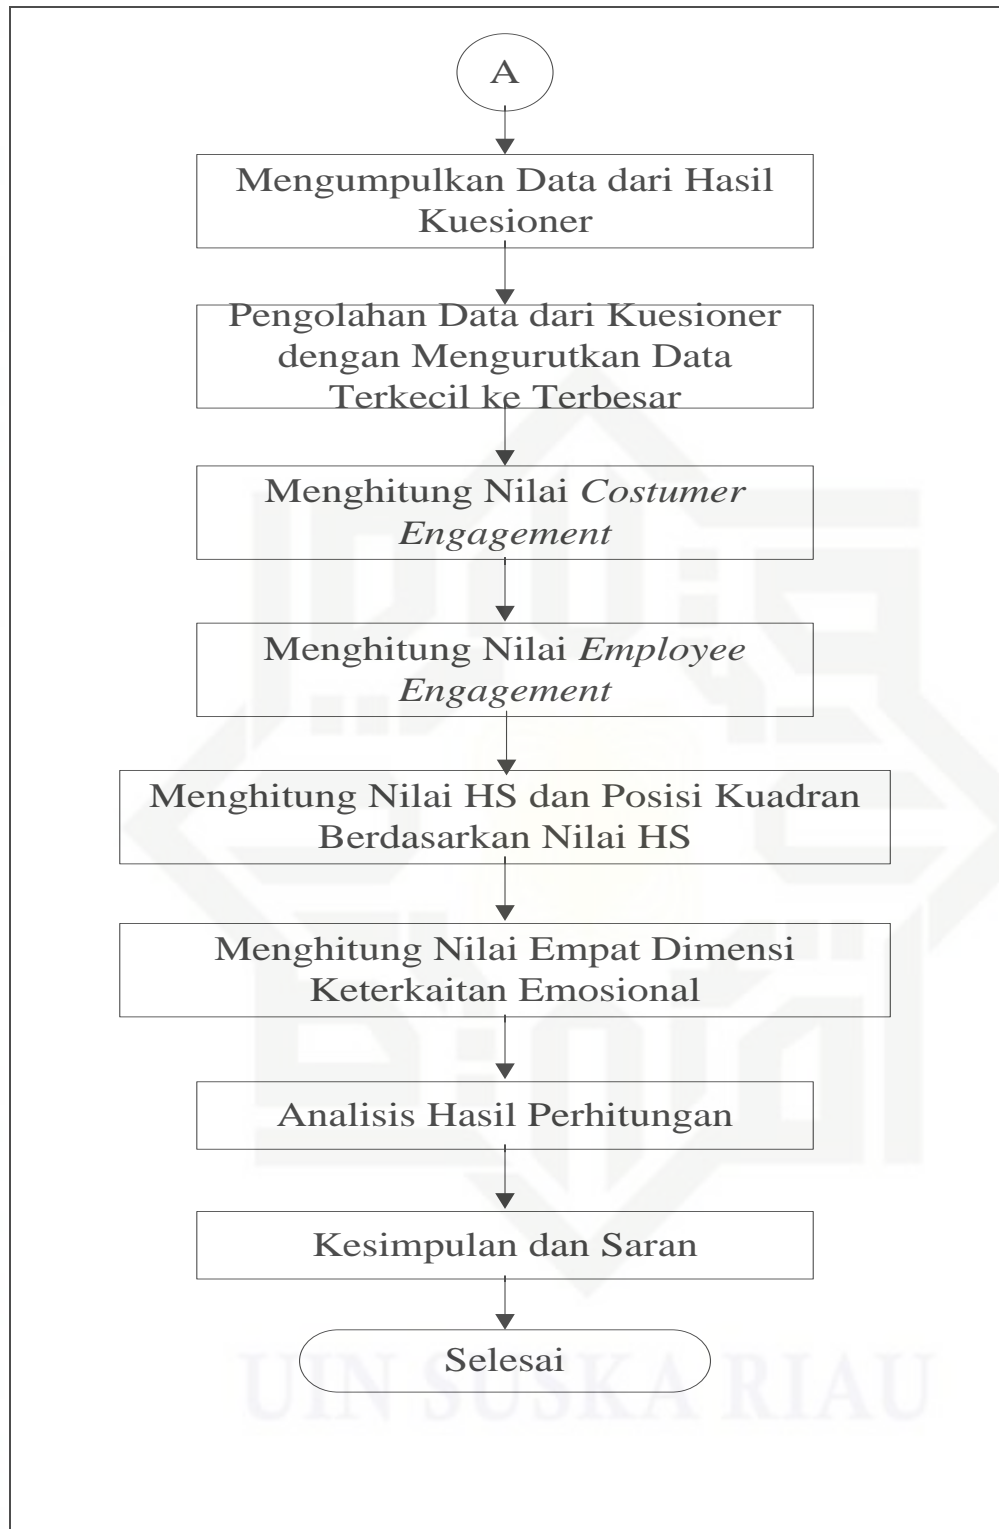 A
Mengumpulkan Data dari Hasil
Kuesioner
Pengolahan Data dari Kuesioner
dengan Mengurutkan Data
Terkecil ke Terbesar
Menghitung Nilai Costumer
Engagement
Menghitung Nilai Employee
Engagement
Menghitung Nilai HS dan Posisi Kuadran
Berdasarkan Nilai HS
Menghitung Nilai Empat Dimensi
Keterkaitan Emosional
Analisis Hasil Perhitungan
Kesimpulan dan Saran
Selesai
UIN SUSKA RIAU